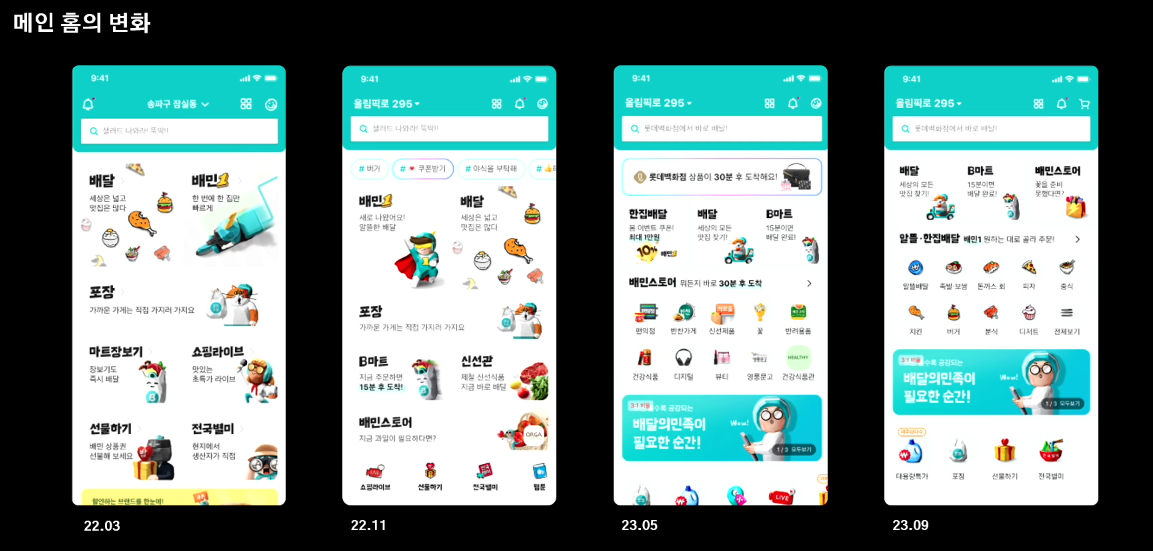 메인 홈의 변화
9:41
송파구 잠실동
샐러드 나와라! 뚝딱!!
배달
세상은 넓고
맛집은 많다
배민1
한 번에 한 집만
빠르게
포장
가까운 가게는 직접 가지러 가지요
마트장보기
장보기도
즉시 배달
쇼핑라이브
맛있는
초특가 라이브
선물하기
배민 상품권
선물해 보세요
전국별미
현지에서
생산자가 직접
할인하는 브랜드를 한눈에!
22.03
9:41
올림픽로 295
샐러드 나와라! 뚝딱!!
# 버거
# 쿠폰받기
# 야식을 부탁해
#
배민1
새로 나왔어요!
알뜰한 배달
배달
세상은 넓고
맛집은 많다
포장
가까운 가게는 직접 가지러 가지요
B마트
지금 주문하면
15분 후 도착!
신선관
제철 신선식품
지금 바로 배달
배민스토어
지금 과일이 필요하다면?
ORGA
LIVE
쇼핑라이브
선물하기
전국별미
웹툰
22.11
9:41
올림픽로 295
롯데백화점에서 바로 배달!
롯데백화점 상품이 30분 후 도착해요!
한집배달
봄 이벤트 쿠폰!
최대 1만원
10%
배민1
배달
세상의 모든
맛집 찾기!
B마트
15분이면
배달 완료!
배민스토어 뭐든지 바로 30분 후 도착
편의점
반찬가게
신선제품
꽃
반려용품
영풍문고
HEALTHY
건강식품
디지털
뷰티
영풍문고
건강식품관
배달의민족이
필요한 순간!
Wow!
1 / 3 모두보기
LIVE
23.05
9:41
올림픽로 295
롯데백화점에서 바로 배달!
배달
세상의 모든
맛집 찾기!
B마트
15분이면
배달 완료!
배민스토어
꽃을 준비
못했다면?
알뜰·한집배달 배민1 원하는 대로 골라 주문!
알뜰배달
족발·보쌈
돈까스·회
피자
중식
치킨
버거
분식
디저트
전체보기
배달의민족이
필요한 순간!
Wow!
1 / 3 모두보기
대용량특가
포장
선물하기
전국별미
23.09